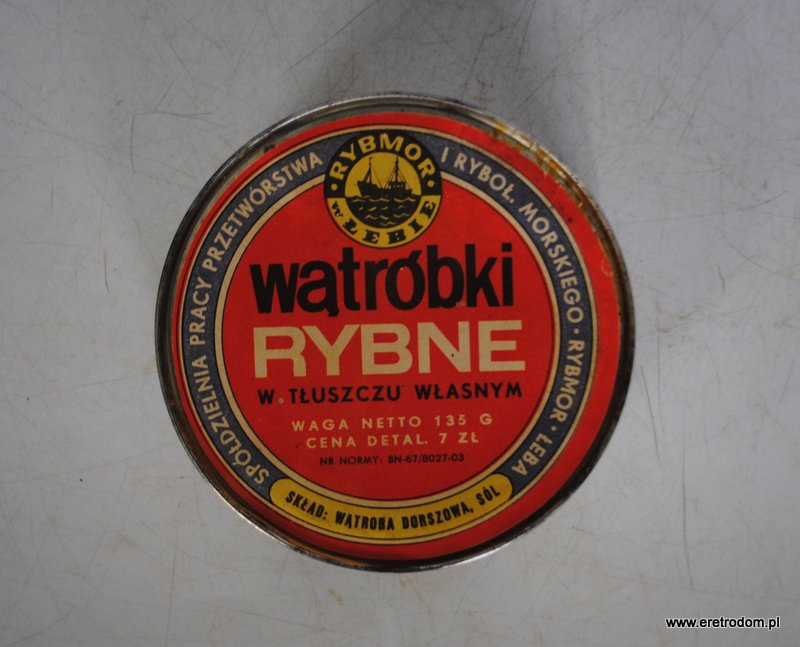 SPÓŁDZIELNIA PRACY PRZETWÓRSTWA I RYBOŁ. MORSKIEGO · RYBMOR · ŁEBA
· RYBMOR ·
w ŁEBIE
wątróbki
RYBNE
W. TŁUSZCZU WŁASNYM
WAGA NETTO 135 G
CENA DETAL. 7 ZŁ
NR NORMY: BN-67/8027-03
SKŁAD: WĄTROBA DORSZOWA, SÓL
www.eretrodom.pl